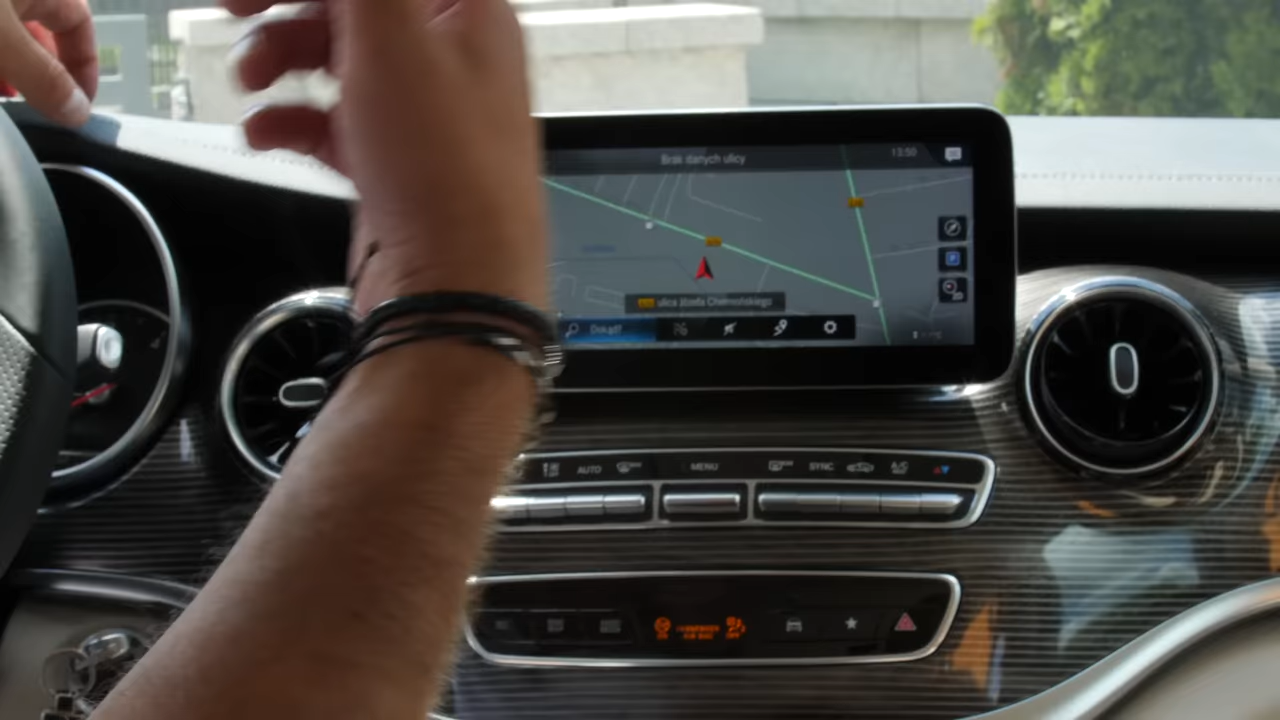 Brak danych ulicy
13:50
ulica Józefa Chełmońskiego
Dokąd?
AUTO
MENU
SYNC
A/C